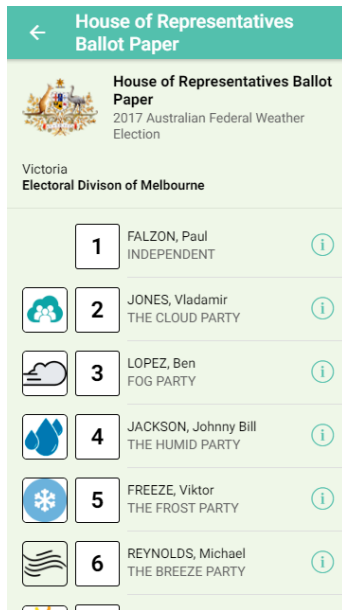 House of Representatives
Ballot Paper
House of Representatives Ballot
Paper
2017 Australian Federal Weather
Election
Victoria
Electoral Divison of Melbourne
1
FALZON, Paul
INDEPENDENT
2
JONES, Vladamir
THE CLOUD PARTY
3
LOPEZ, Ben
FOG PARTY
4
JACKSON, Johnny Bill
THE HUMID PARTY
5
FREEZE, Viktor
THE FROST PARTY
6
REYNOLDS, Michael
THE BREEZE PARTY